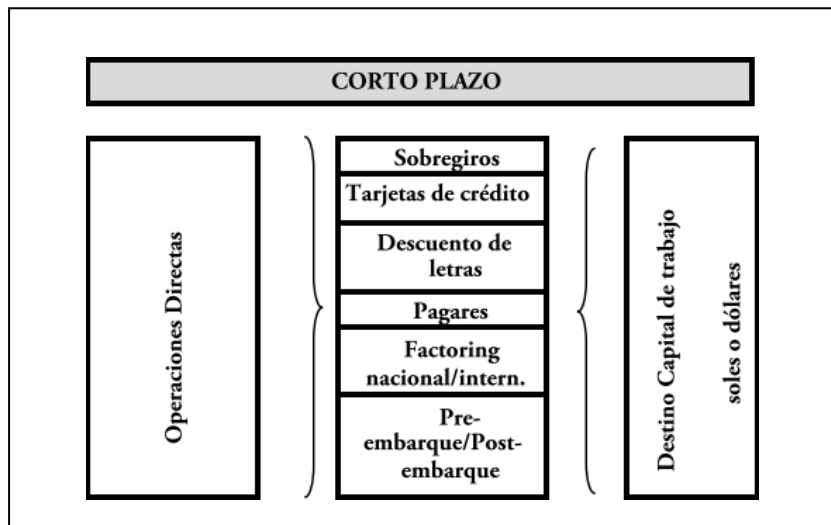 CORTO PLAZO
Operaciones Directas
Sobregiros
Tarjetas de crédito
Descuento de
letras
Pagares
Factoring
nacional/intern.
Pre-
embarque/Post-
embarque
Destino Capital de trabajo
soles o dólares